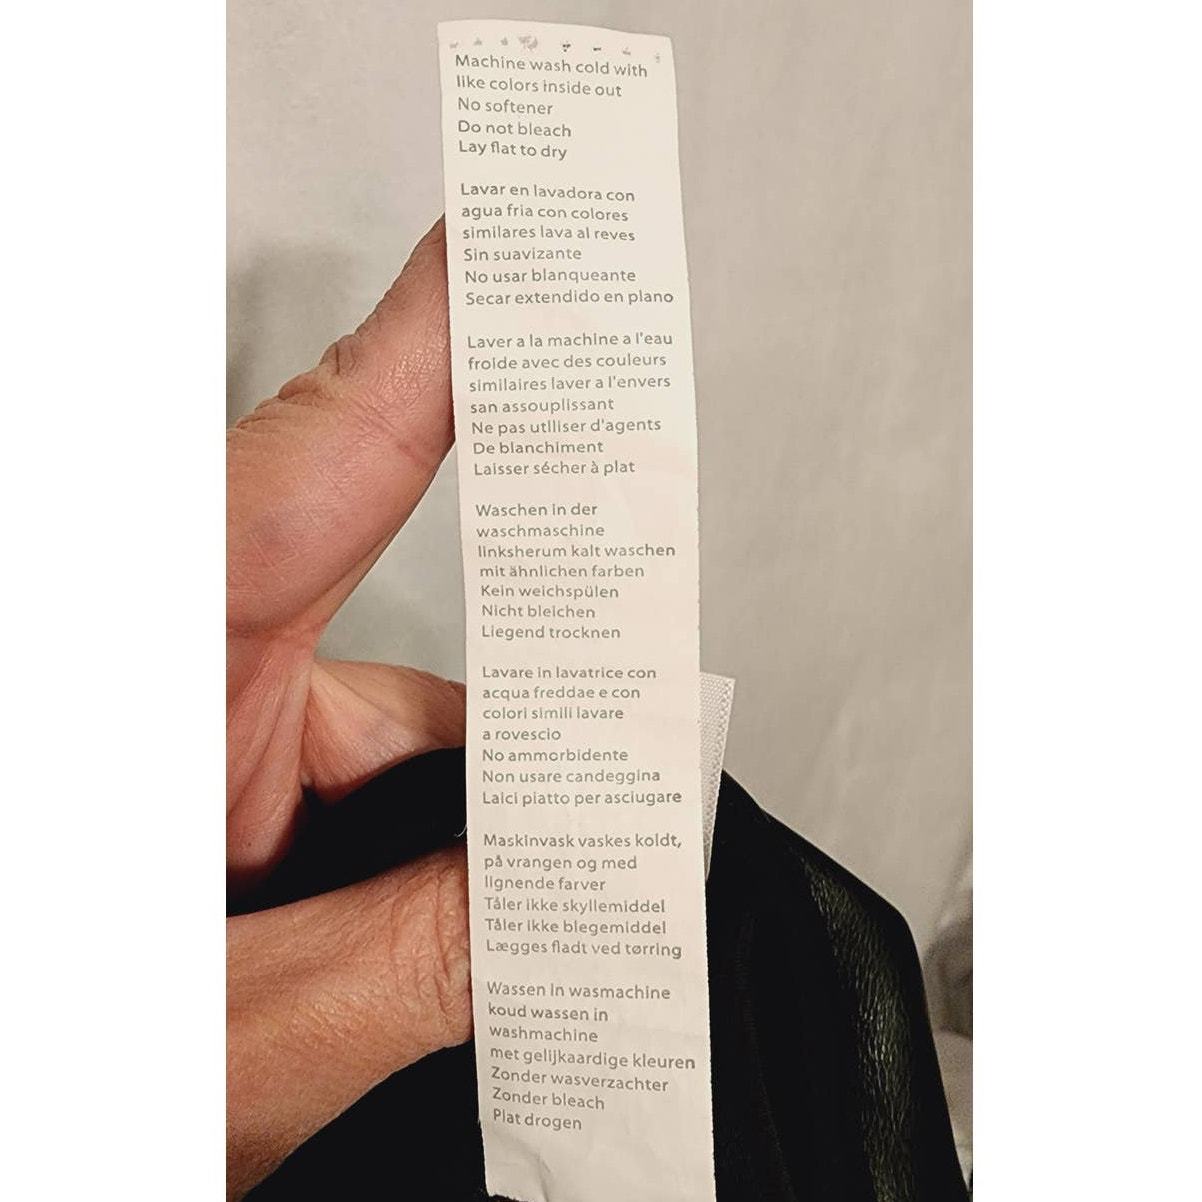 Machine wash cold with
like colors inside out
No softener
Do not bleach
Lay flat to dry
Lavar en lavadora con
agua fria con colores
similares lava al reves
Sin suavizante
No usar blanqueante
Secar extendido en plano
Laver a la machine a l'eau
froide avec des couleurs
similaires laver a l'envers
san assouplissant
Ne pas utiliser d'agents
De blanchiment
Laisser sécher à plat
Waschen in der
waschmaschine
linksherum kalt waschen
mit ähnlichen farben
Kein weichspülen
Nicht bleichen
Liegend trocknen
Lavare in lavatrice con
acqua freddae e con
colori simili lavare
a rovescio
No ammorbidente
Non usare candeggina
Laici piatto per asciugare
Maskinvask vaskes koldt,
på vrangen og med
lignende farver
Tåler ikke skyllemiddel
Tåler ikke blegemiddel
Lægges fladt ved tørring
Wassen in wasmachine
koud wassen in
washmachine
met gelijkaardige kleuren
Zonder wasverzachter
Zonder bleach
Plat drogen